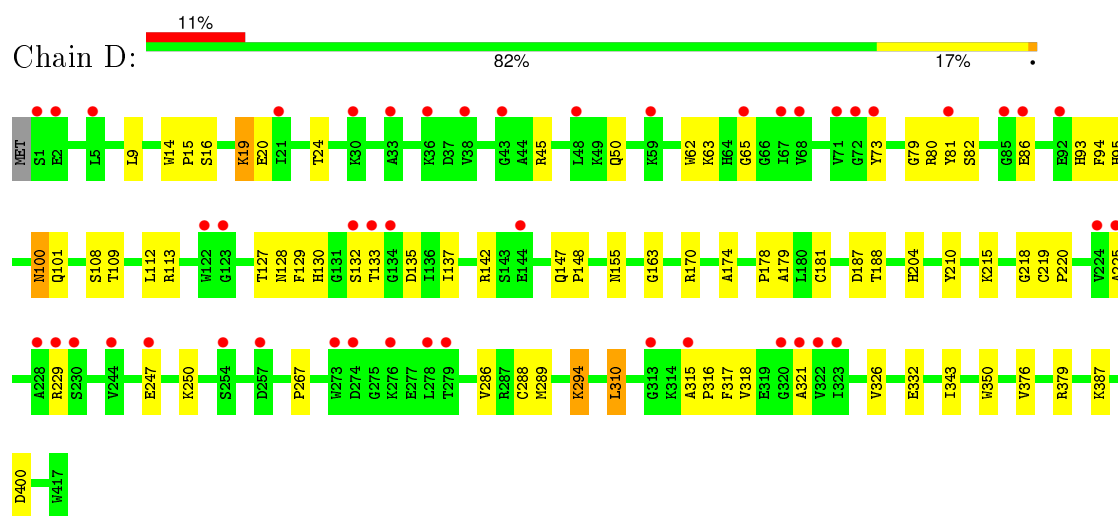 11%
Chain D:
82% 17% •
MET S1 E2 L5 L9 W14 P15 S16 K19 E20 I21 I24 K30 A33 K36 D37 V38 G43 A44 R45 L48 K49 Q50 K59 W62 K63 H64 G65 G66 I67 V68 V71 G72 Y73 G79 R80 Y81 S82 G85 E86 E92 H93 F94 H95
N100 Q101 S108 T109 L112 R113 W122 G123 T127 N128 F129 H130 G131 S132 T133 G134 D135 I136 I137 R142 S143 E144 Q147 P148 N155 G163 R170 A174 P178 A179 L180 C181 D187 T188 H204 Y210 K215 G218 C219 P220 V224 A225
A228 R229 S230 V244 E247 K250 S254 D257 P267 W273 D274 G275 K276 E277 L278 T279 V286 R287 C288 M289 K294 L310 G313 K314 A315 P316 F317 V318 E319 G320 A321 V322 I323 V326 E332 I343 W350 V376 R379 K387
D400 W417